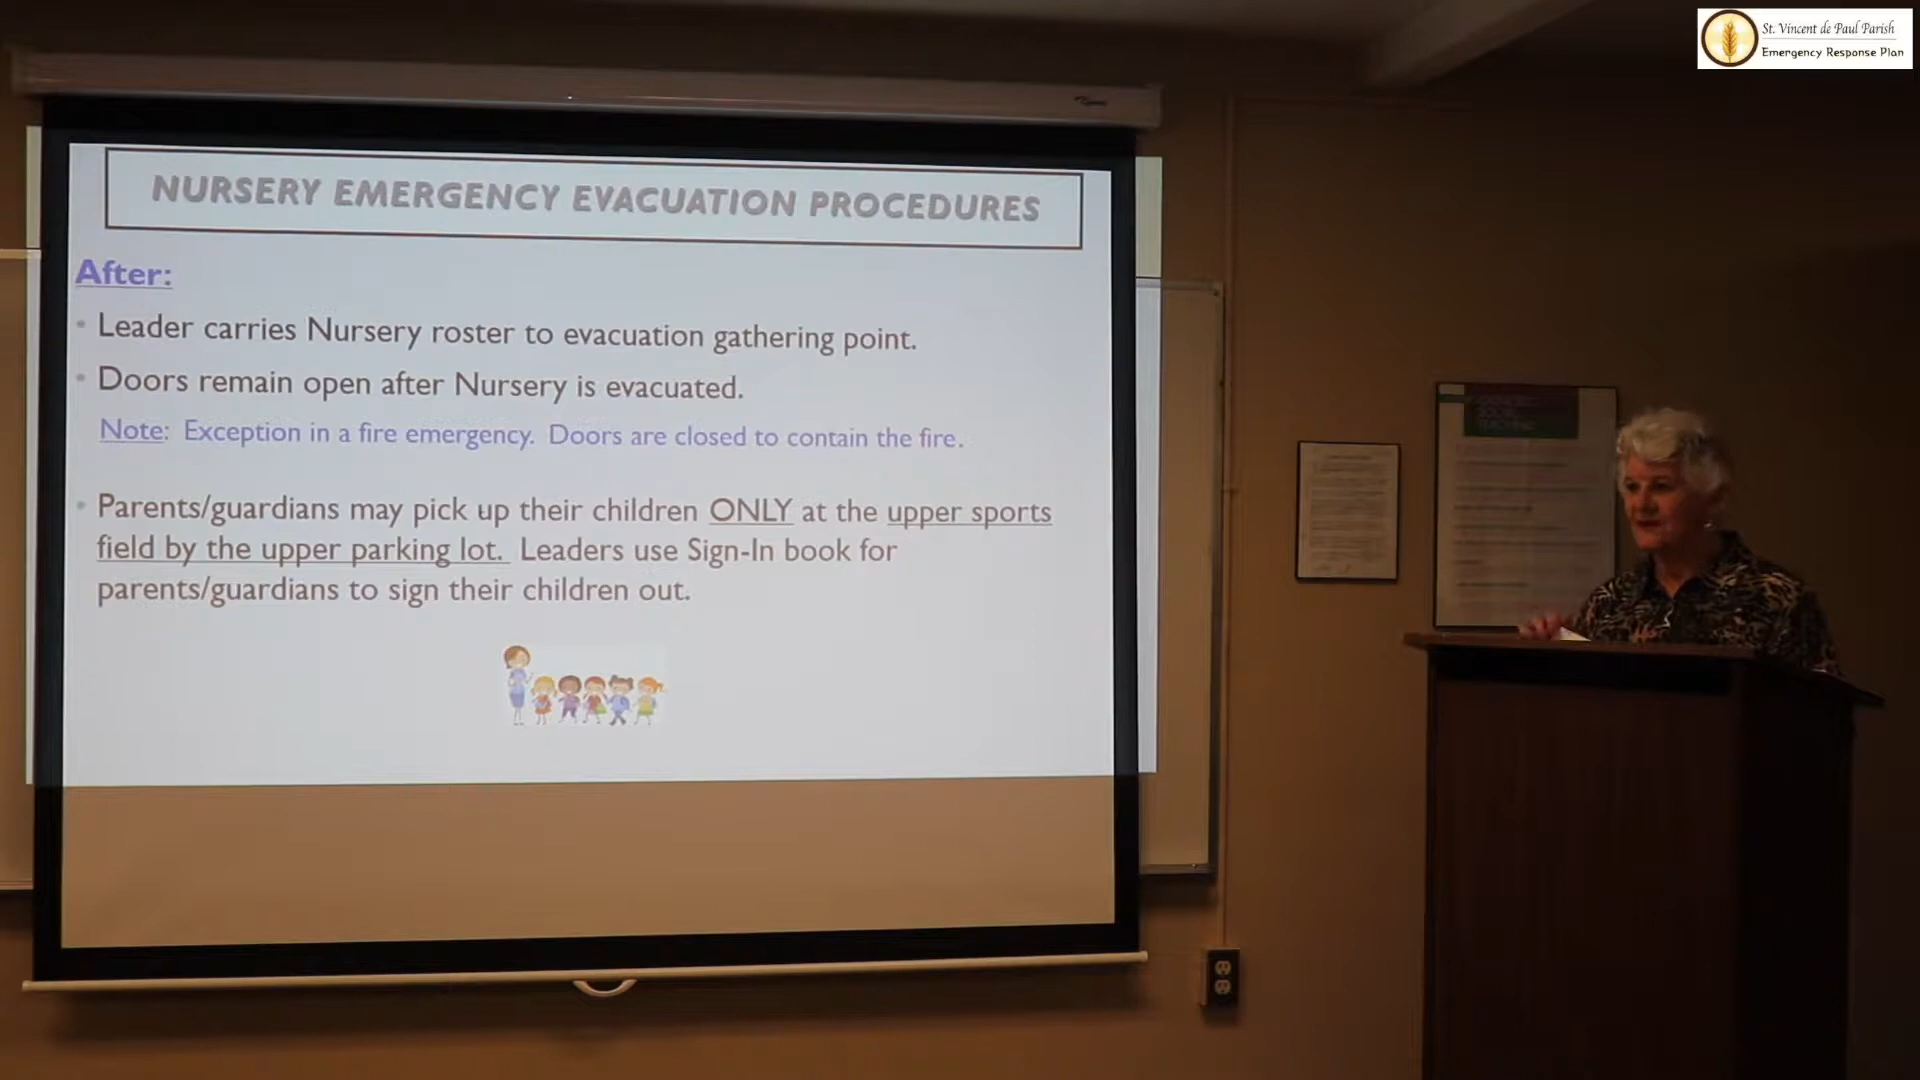 St. Vincent de Paul Parish
Emergency Response Plan
NURSERY EMERGENCY EVACUATION PROCEDURES
After:
• Leader carries Nursery roster to evacuation gathering point.
• Doors remain open after Nursery is evacuated.
Note: Exception in a fire emergency. Doors are closed to contain the fire.
• Parents/guardians may pick up their children ONLY at the upper sports
field by the upper parking lot. Leaders use Sign-In book for
parents/guardians to sign their children out.
SOCIAL
TEACHING